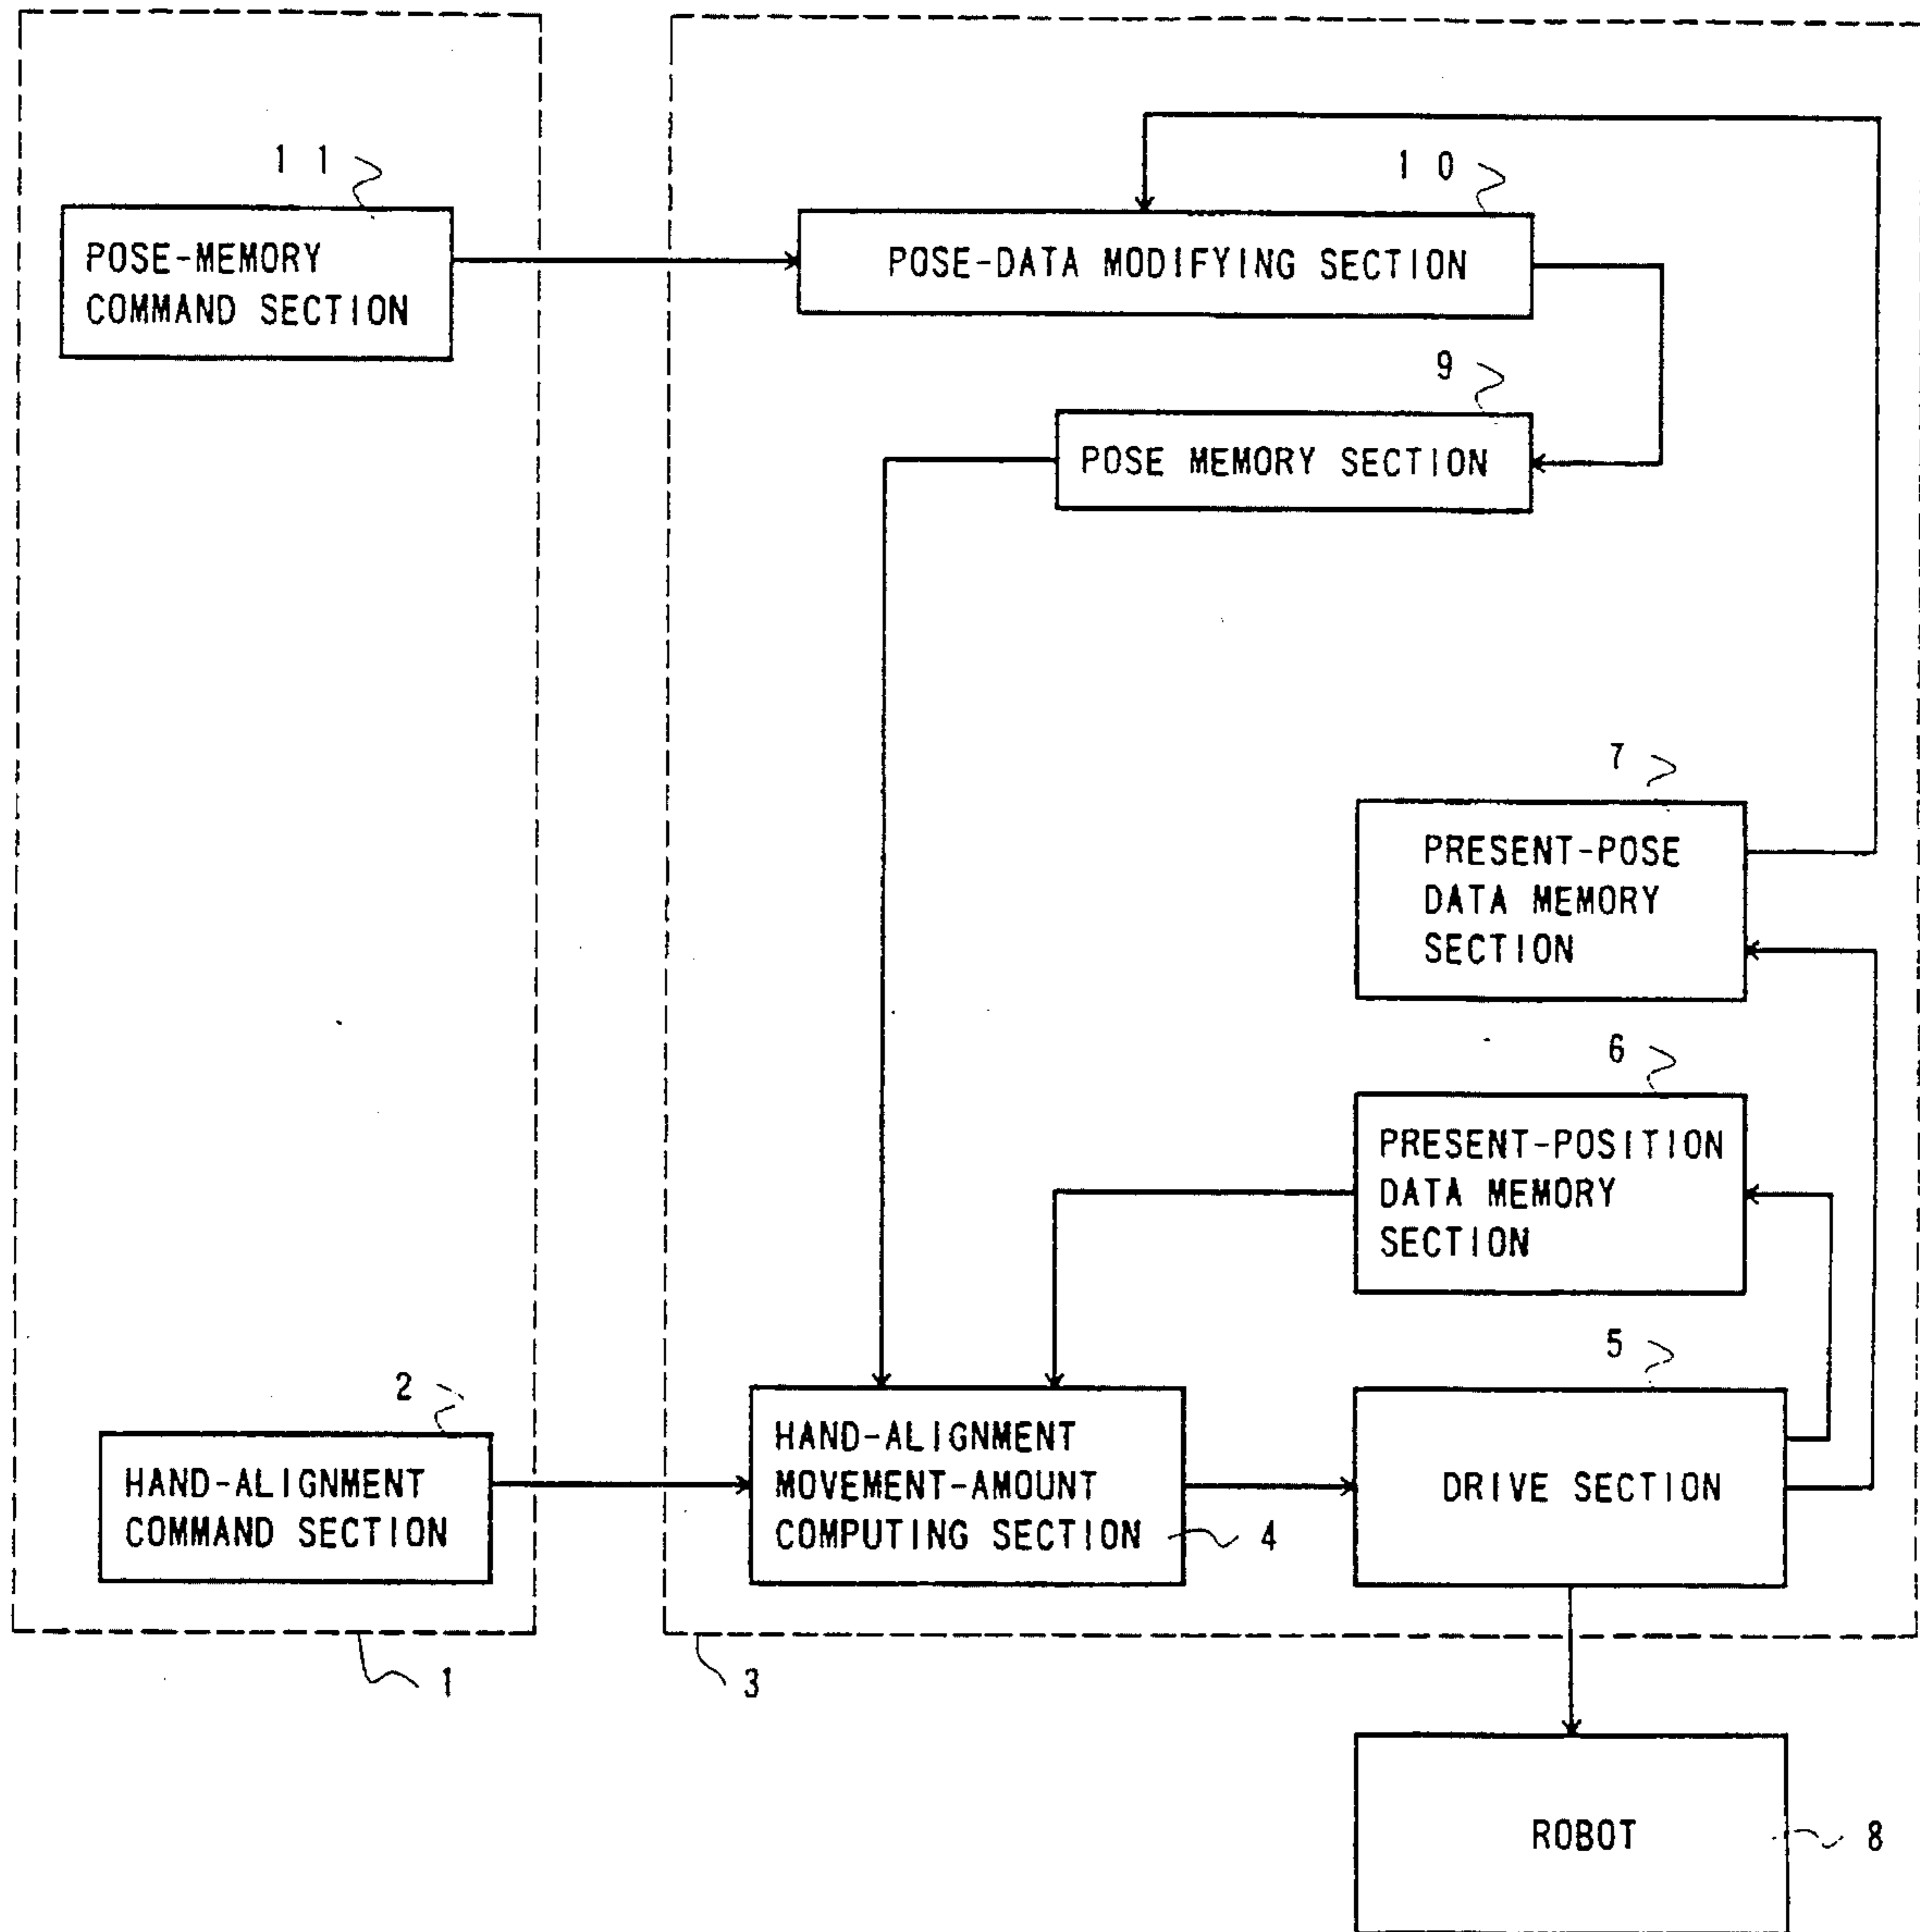 1 1
POSE-MEMORY
COMMAND SECTION
1 0
POSE-DATA MODIFYING SECTION
9
POSE MEMORY SECTION
7
PRESENT-POSE
DATA MEMORY
SECTION
6
PRESENT-POSITION
DATA MEMORY
SECTION
2
HAND-ALIGNMENT
COMMAND SECTION
HAND-ALIGNMENT
MOVEMENT-AMOUNT
COMPUTING SECTION
4
5
DRIVE SECTION
1
3
ROBOT
8